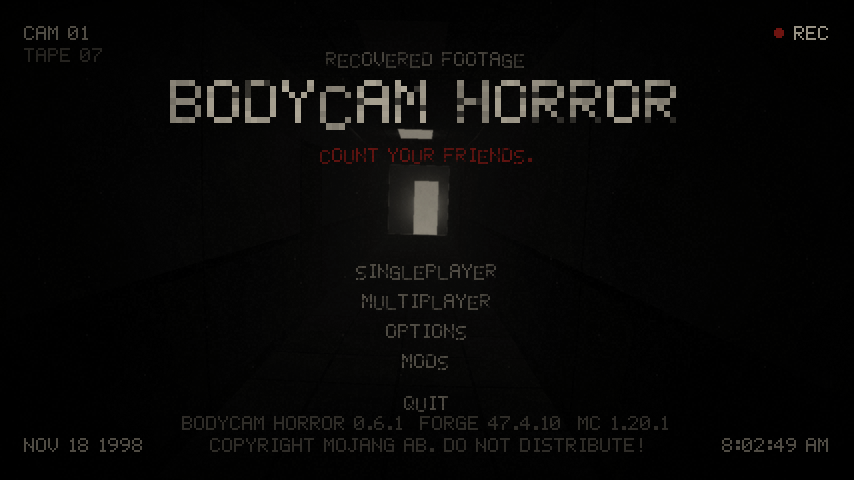 CAM 01
REC
TAPE 07
RECOVERED FOOTAGE
BODYCAM HORROR
COUNT YOUR FRIENDS.
SINGLEPLAYER
MULTIPLAYER
OPTIONS
MODS
QUIT
BODYCAM HORROR 0.6.1 FORGE 47.4.10 MC 1.20.1
NOV 18 1998
COPYRIGHT MOJANG AB. DO NOT DISTRIBUTE!
8:02:49 AM